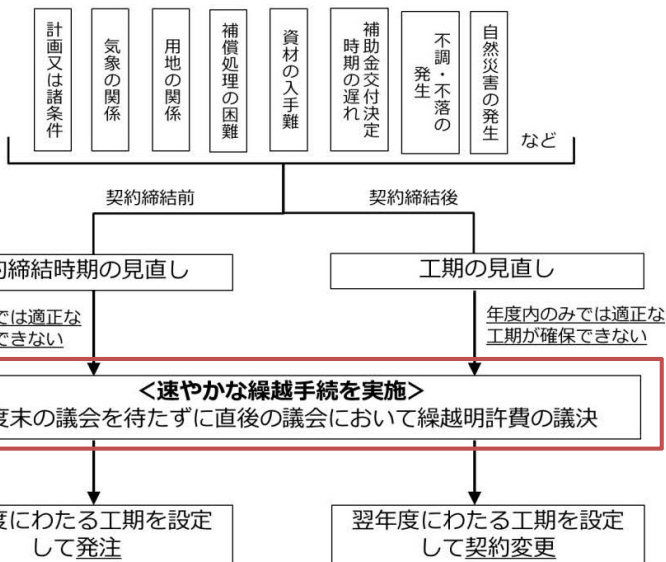 計画又は諸条件
気象の関係
用地の関係
補償処理の困難
資材の入手難
補助金交付決定
時期の遅れ
不調・不落の
発生
自然災害の発生
など
契約締結前
契約締結後
約締結時期の見直し
工期の見直し
では適正な
できない
年度内のみでは適正な
工期が確保できない
<速やかな繰越手続を実施>
度末の議会を待たずに直後の議会において繰越明許費の議決
度にわたる工期を設定
して発注
翌年度にわたる工期を設定
して契約変更